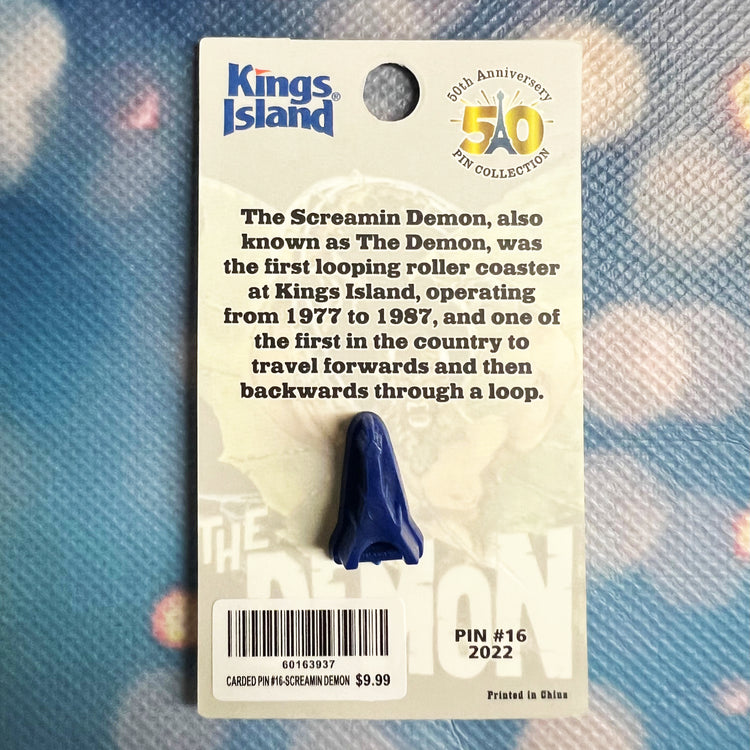 Kings
Island®
50th Anniversary
50
PIN COLLECTION
The Screamin Demon, also
known as The Demon, was
the first looping roller coaster
at Kings Island, operating
from 1977 to 1987, and one of
the first in the country to
travel forwards and then
backwards through a loop.
THE
DEMON
60163937
CARDED PIN #16-SCREAMIN DEMON $9.99
PIN #16
2022
Printed in China